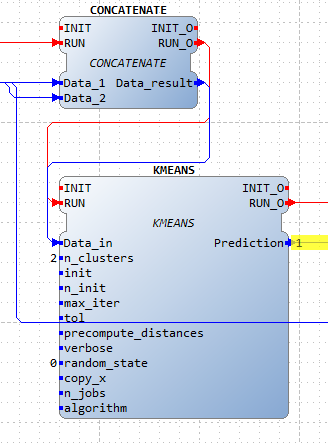 CONCATENATE
INIT INIT_O
RUN RUN_O
CONCATENATE
Data_1 Data_result
Data_2
KMEANS
INIT INIT_O
RUN RUN_O
KMEANS
Data_in Prediction 1
2 n_clusters
init
n_init
max_iter
tol
precompute_distances
verbose
0 random_state
copy_x
n_jobs
algorithm